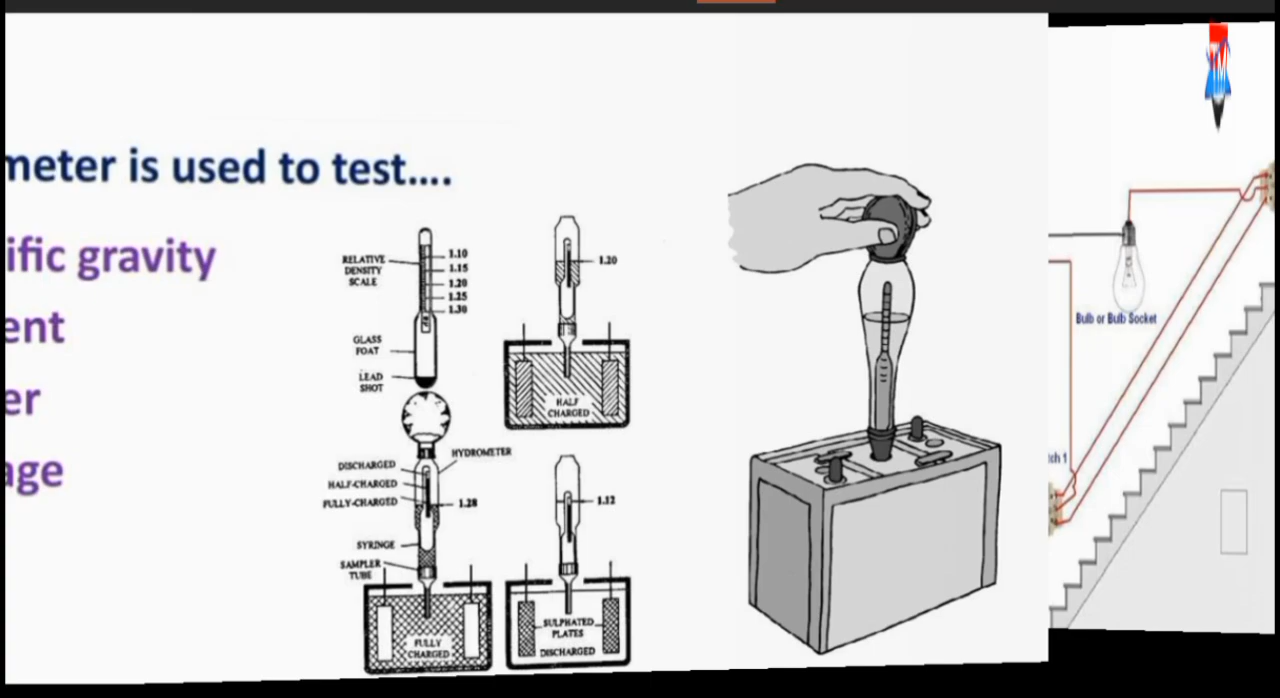 meter is used to test....
ific gravity
ent
er
age
RELATIVE
DENSITY
SCALE
1.10
1.15
1.20
1.25
1.30
GLASS
FOAT
LEAD
SHOT
1.20
HALF
CHARGED
HYDROMETER
DISCHARGED
HALF-CHARGED
FULLY-CHARGED
1.28
SYRINGE
SAMPLER
TUBE
FULLY
CHARGED
1.12
SULPHATED
PLATES
DISCHARGED
Bulb or Bulb Socket
tch 1